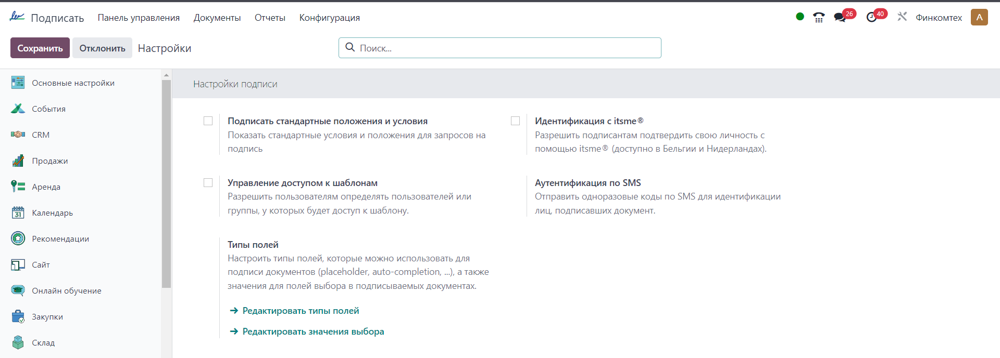 Подписать
Панель управления
Документы
Отчеты
Конфигурация
26
40
Финкомтех
A
Сохранить
Отклонить
Настройки
Поиск...
Основные настройки
События
CRM
Продажи
Аренда
31
Календарь
Рекомендации
Сайт
Онлайн обучение
Закупки
Склад
Настройки подписи
Подписать стандартные положения и условия
Показать стандартные условия и положения для запросов на
подпись
Идентификация с itsme®
Разрешить подписантам подтвердить свою личность с
помощью itsme® (доступно в Бельгии и Нидерландах).
Управление доступом к шаблонам
Разрешить пользователям определять пользователей или
группы, у которых будет доступ к шаблону.
Аутентификация по SMS
Отправить одноразовые коды по SMS для идентификации
лиц, подписавших документ.
Типы полей
Настроить типы полей, которые можно использовать для
подписи документов (placeholder, auto-completion, ...), а также
значения для полей выбора в подписываемых документах.
Редактировать типы полей
Редактировать значения выбора